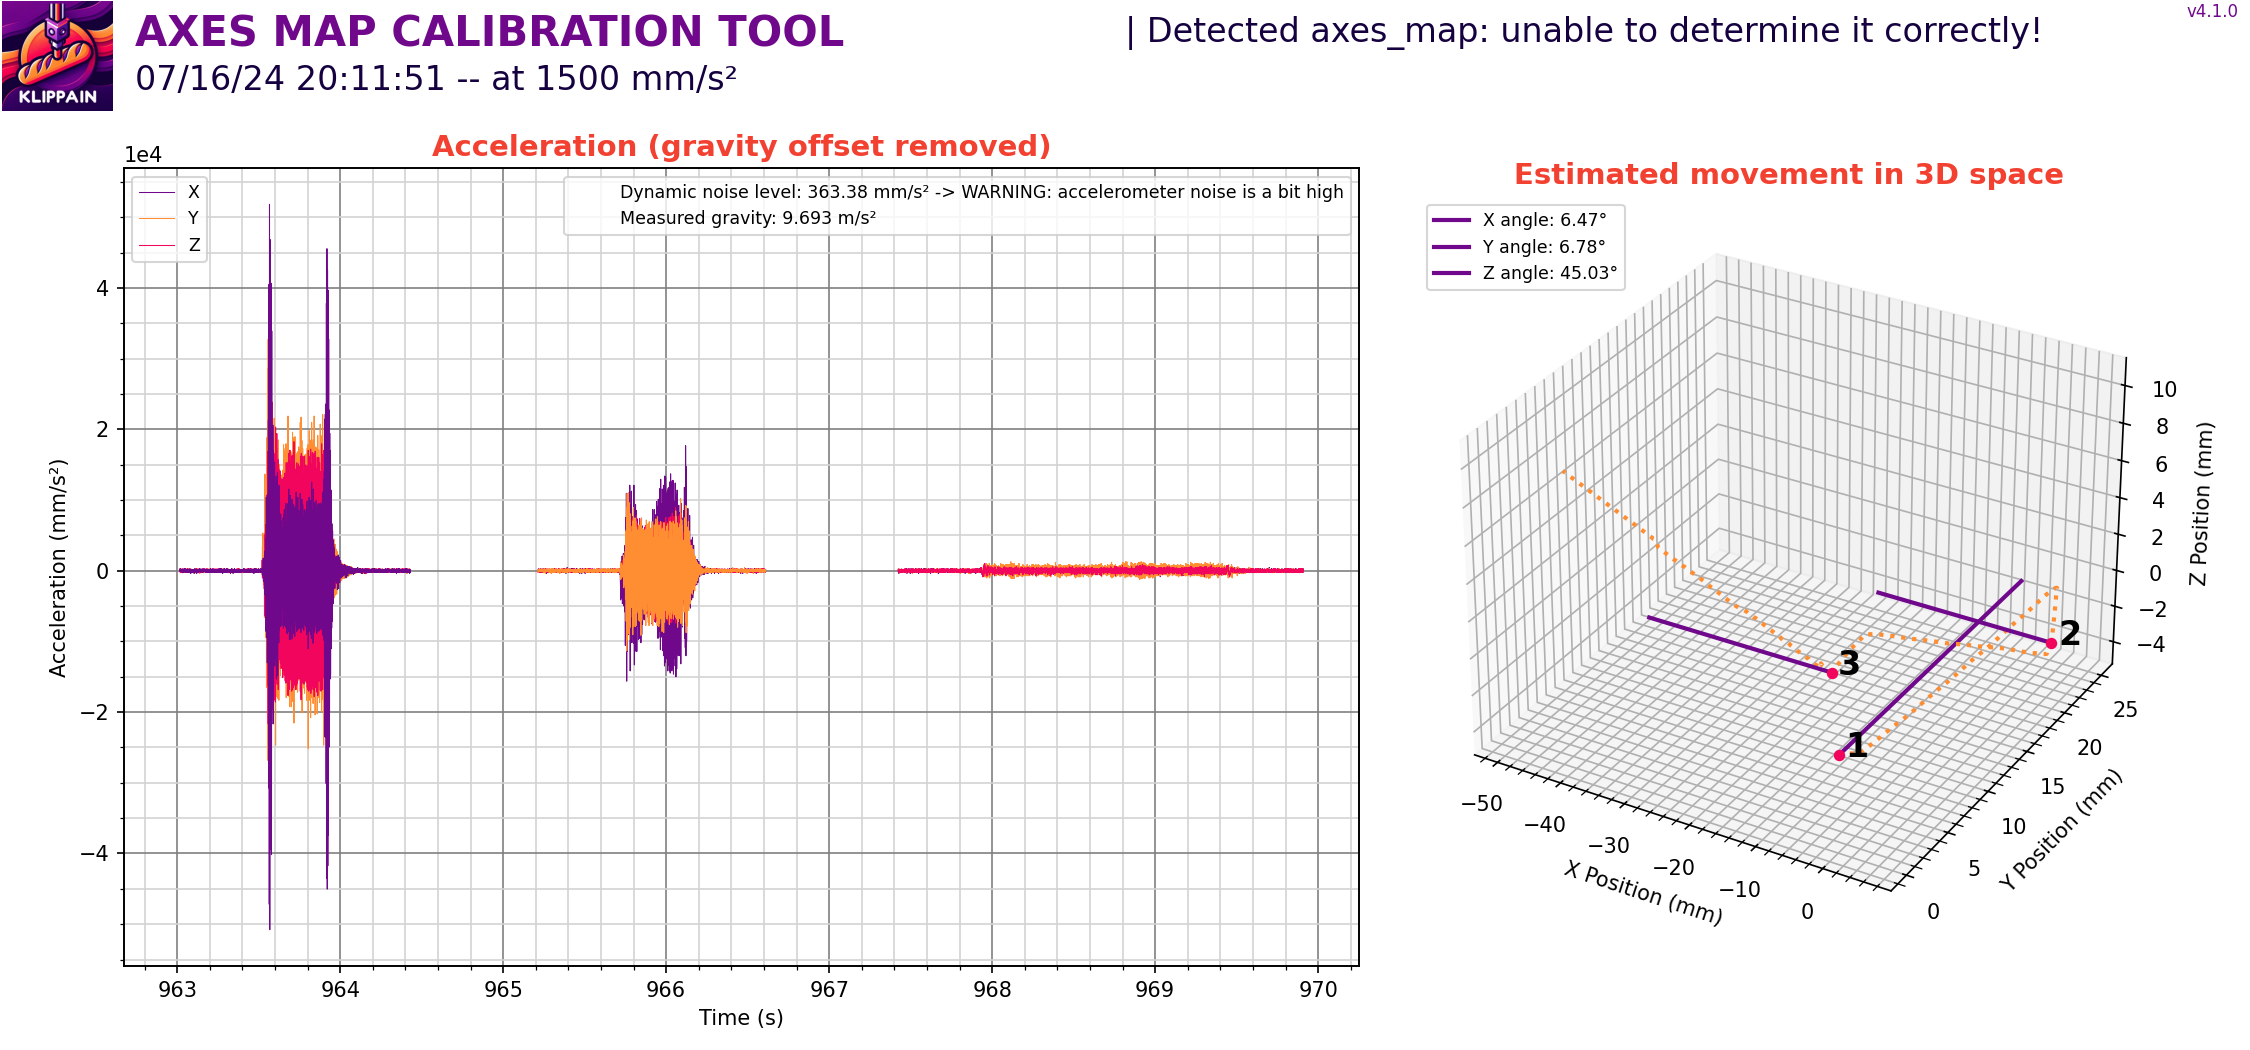 KLIPPAIN
AXES MAP CALIBRATION TOOL
07/16/24 20:11:51 -- at 1500 mm/s²
| Detected axes_map: unable to determine it correctly!
v4.1.0
Acceleration (gravity offset removed)
1e4
X
Y
Z
Dynamic noise level: 363.38 mm/s² -> WARNING: accelerometer noise is a bit high
Measured gravity: 9.693 m/s²
4
2
0
−2
−4
Acceleration (mm/s²)
963 964 965 966 967 968 969 970
Time (s)
Estimated movement in 3D space
X angle: 6.47°
Y angle: 6.78°
Z angle: 45.03°
1
2
3
10
8
6
4
2
0
−2
−4
Z Position (mm)
25
20
15
10
5
0
Y Position (mm)
−50
−40
−30
−20
−10
0
X Position (mm)